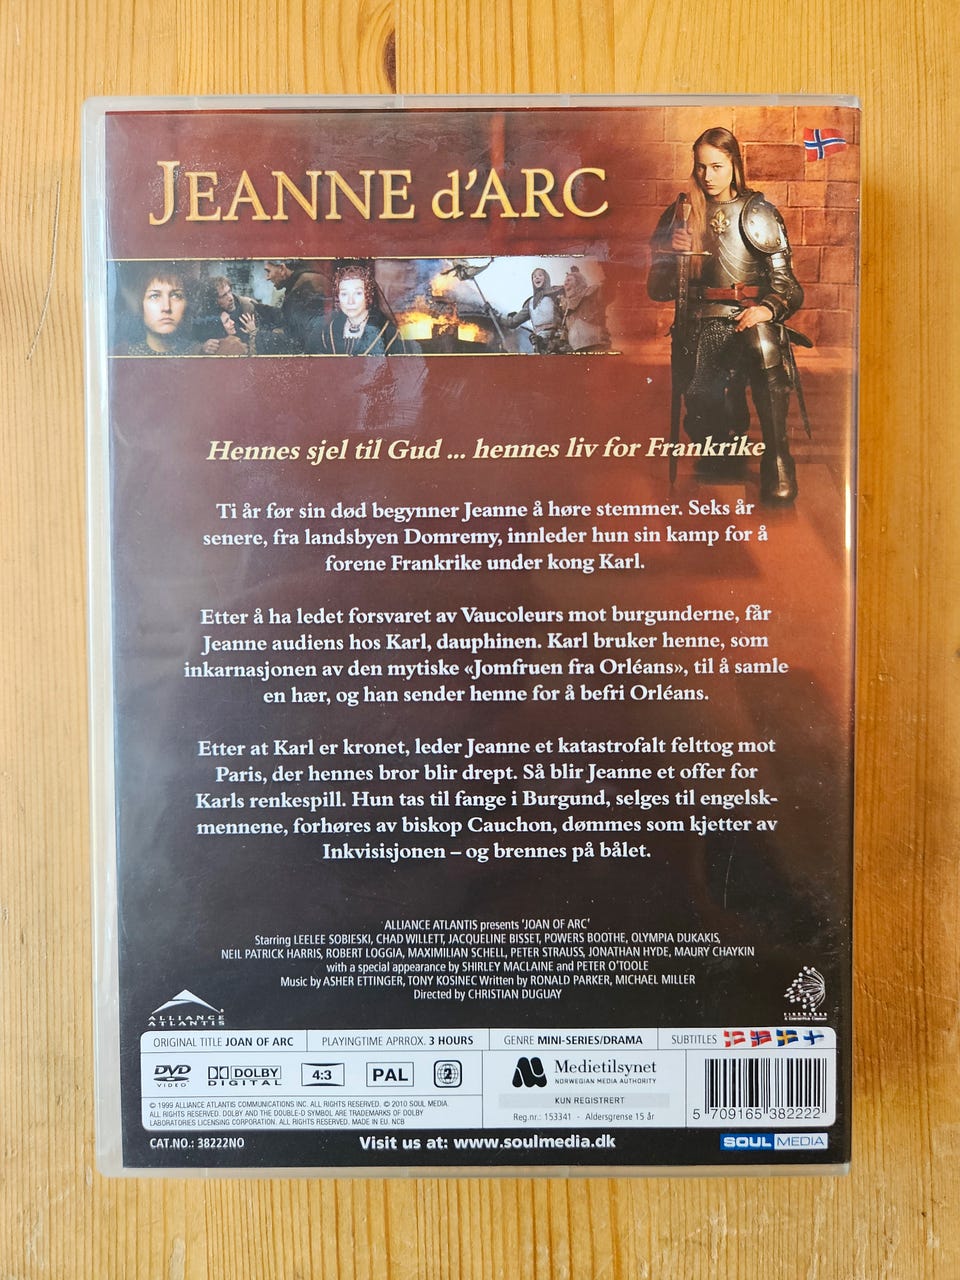 JEANNE d'ARC
Hennes sjel til Gud ... hennes liv for Frankrike
Ti år før sin død begynner Jeanne å høre stemmer. Seks år
senere, fra landsbyen Domremy, innleder hun sin kamp for å
forene Frankrike under kong Karl.
Etter å ha ledet forsvaret av Vaucoleurs mot burgunderne, får
Jeanne audiens hos Karl, dauphinen. Karl bruker henne, som
inkarnasjonen av den mytiske «Jomfruen fra Orléans», til å samle
en hær, og han sender henne for å befri Orléans.
Etter at Karl er kronet, leder Jeanne et katastrofalt felttog mot
Paris, der hennes bror blir drept. Så blir Jeanne et offer for
Karls renkespill. Hun tas til fange i Burgund, selges til engelsk-
mennene, forhøres av biskop Cauchon, dømmes som kjetter av
Inkvisisjonen – og brennes på bålet.
ALLIANCE ATLANTIS presents 'JOAN OF ARC'
Starring LEELEE SOBIESKI, CHAD WILLETT, JACQUELINE BISSET, POWERS BOOTHE, OLYMPIA DUKAKIS,
NEIL PATRICK HARRIS, ROBERT LOGGIA, MAXIMILIAN SCHELL, PETER STRAUSS, JONATHAN HYDE, MAURY CHAYKIN
with a special appearance by SHIRLEY MACLAINE and PETER O'TOOLE
Music by ASHER ETTINGER, TONY KOSINEC Written by RONALD PARKER, MICHAEL MILLER
Directed by CHRISTIAN DUGUAY
ALLIANCE
ATLANTIS
ORIGINAL TITLE JOAN OF ARC
PLAYINGTIME APRROX. 3 HOURS
GENRE MINI-SERIES/DRAMA
SUBTITLES
DVD
VIDEO
DOLBY
DIGITAL
4:3
PAL
2
Medietilsynet
NORWEGIAN MEDIA AUTHORITY
KUN REGISTRERT
Reg.nr.: 153341 - Aldersgrense 15 år
5 709165 382222
© 1999 ALLIANCE ATLANTIS COMMUNICATIONS INC. ALL RIGHTS RESERVED. © 2010 SOUL MEDIA.
ALL RIGHTS RESERVED. DOLBY AND THE DOUBLE-D SYMBOL ARE TRADEMARKS OF DOLBY
LABORATORIES LICENSING CORPORATION. ALL RIGHTS RESERVED. MADE IN EU. NCB
CAT.NO.: 38222NO
Visit us at: www.soulmedia.dk
SOUL MEDIA